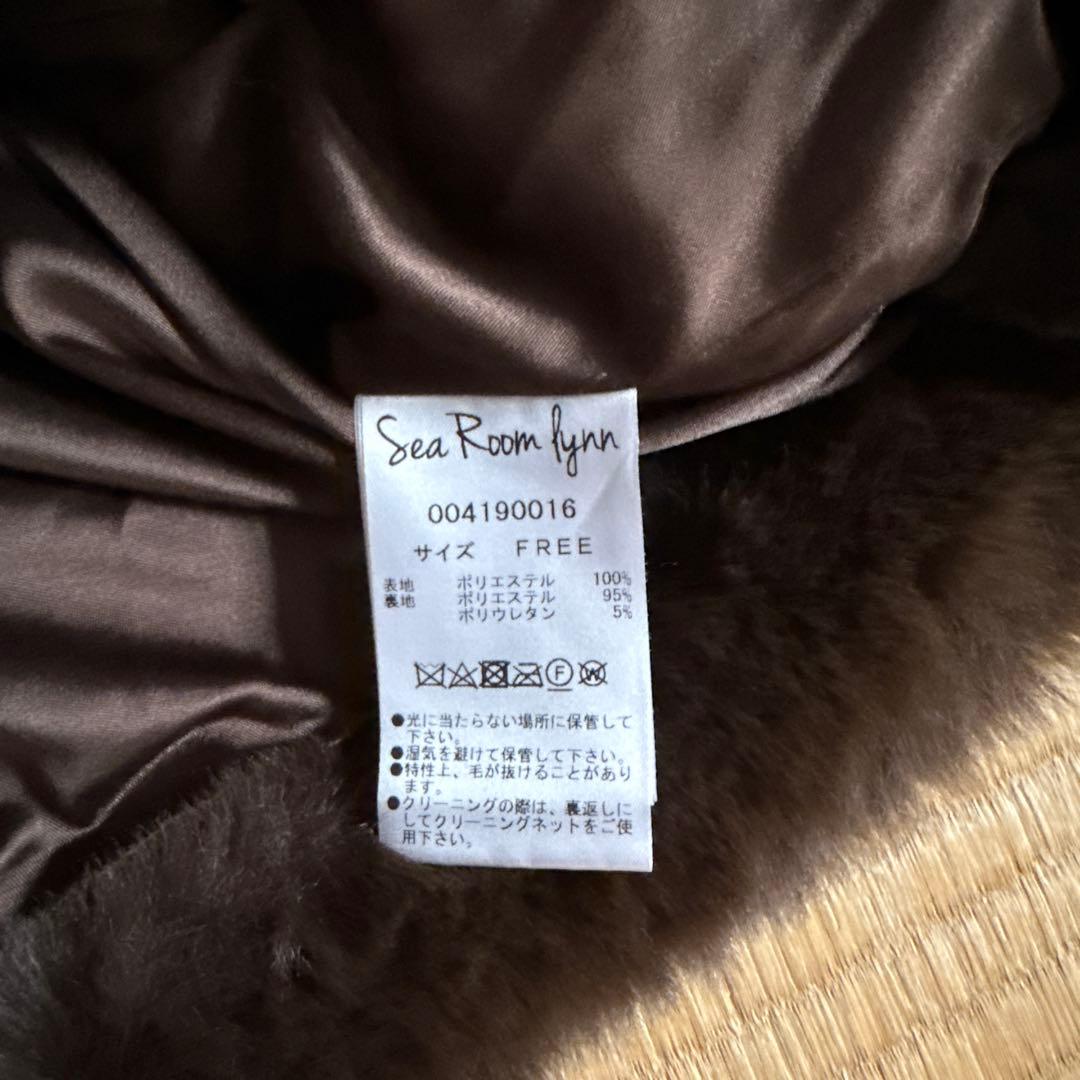 Sea Room lynn
004190016
サイズ FREE
表地 ポリエステル 100%
裏地 ポリエステル 95%
ポリウレタン 5%
F W
●光に当たらない場所に保管して
下さい。
●湿気を避けて保管して下さい。
●特性上、毛が抜けることがあり
ます。
●クリーニングの際は、裏返しに
してクリーニングネットをご使
用下さい。